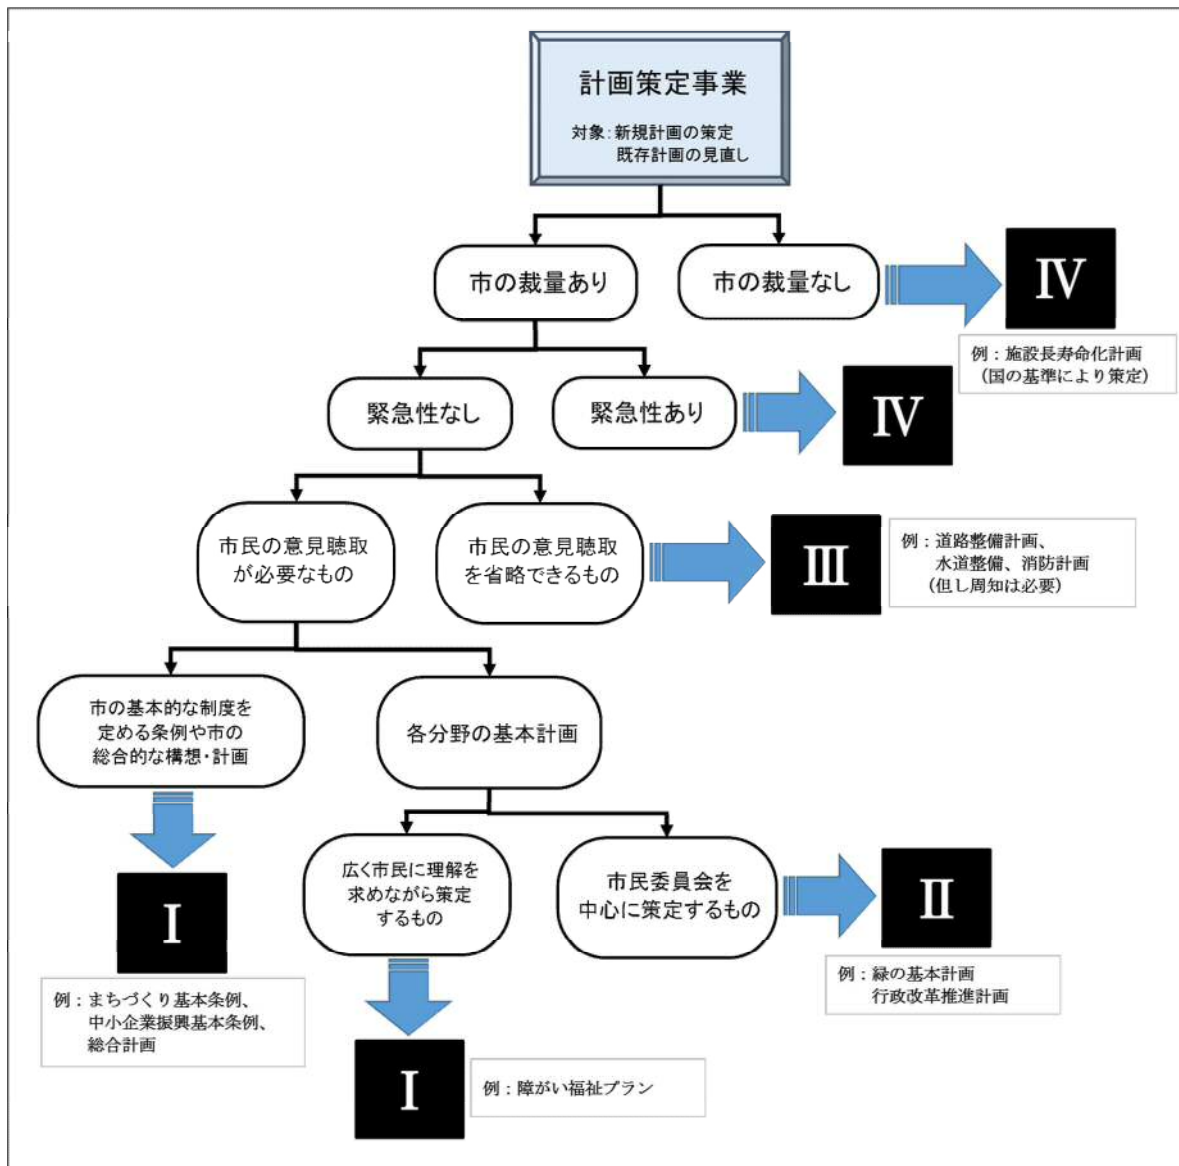 計画策定事業
対象：新規計画の策定
既存計画の見直し
市の裁量あり
市の裁量なし
Ⅳ
例：施設長寿命化計画
（国の基準により策定）
緊急性なし
緊急性あり
Ⅳ
市民の意見聴取
が必要なもの
市民の意見聴取
を省略できるもの
Ⅲ
例：道路整備計画、
水道整備、消防計画
（但し周知は必要）
市の基本的な制度を
定める条例や市の
総合的な構想・計画
各分野の基本計画
Ⅰ
例：まちづくり基本条例、
中小企業振興基本条例、
総合計画
広く市民に理解を
求めながら策定
するもの
市民委員会を
中心に策定するもの
Ⅱ
例：緑の基本計画
行政改革推進計画
Ⅰ
例：障がい福祉プラン